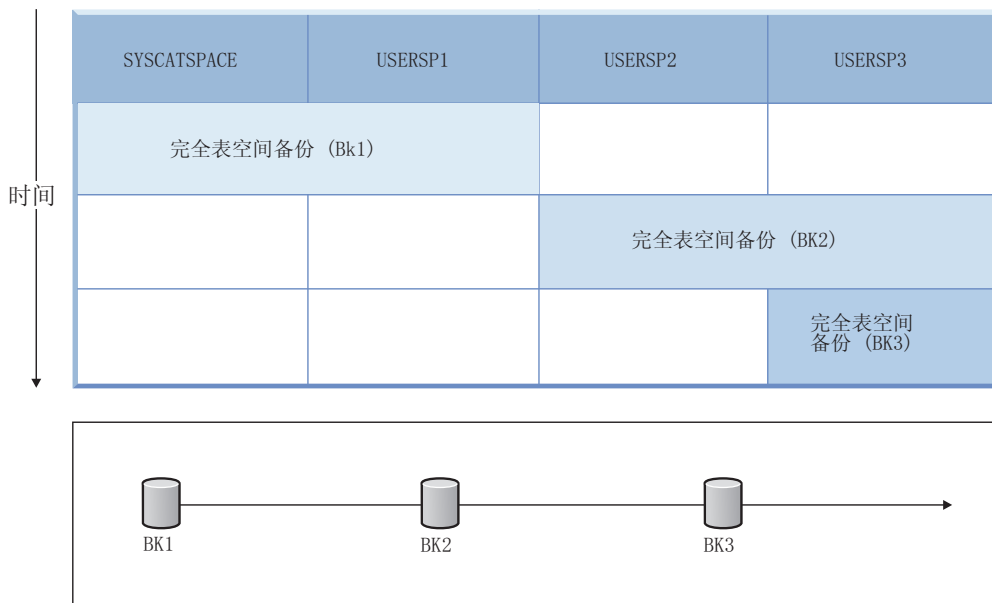 SYSCATSPACE
USERSP1
USERSP2
USERSP3
完全表空间备份 (Bk1)
时间
完全表空间备份 (BK2)
完全表空间
备份 (BK3)
BK1
BK2
BK3